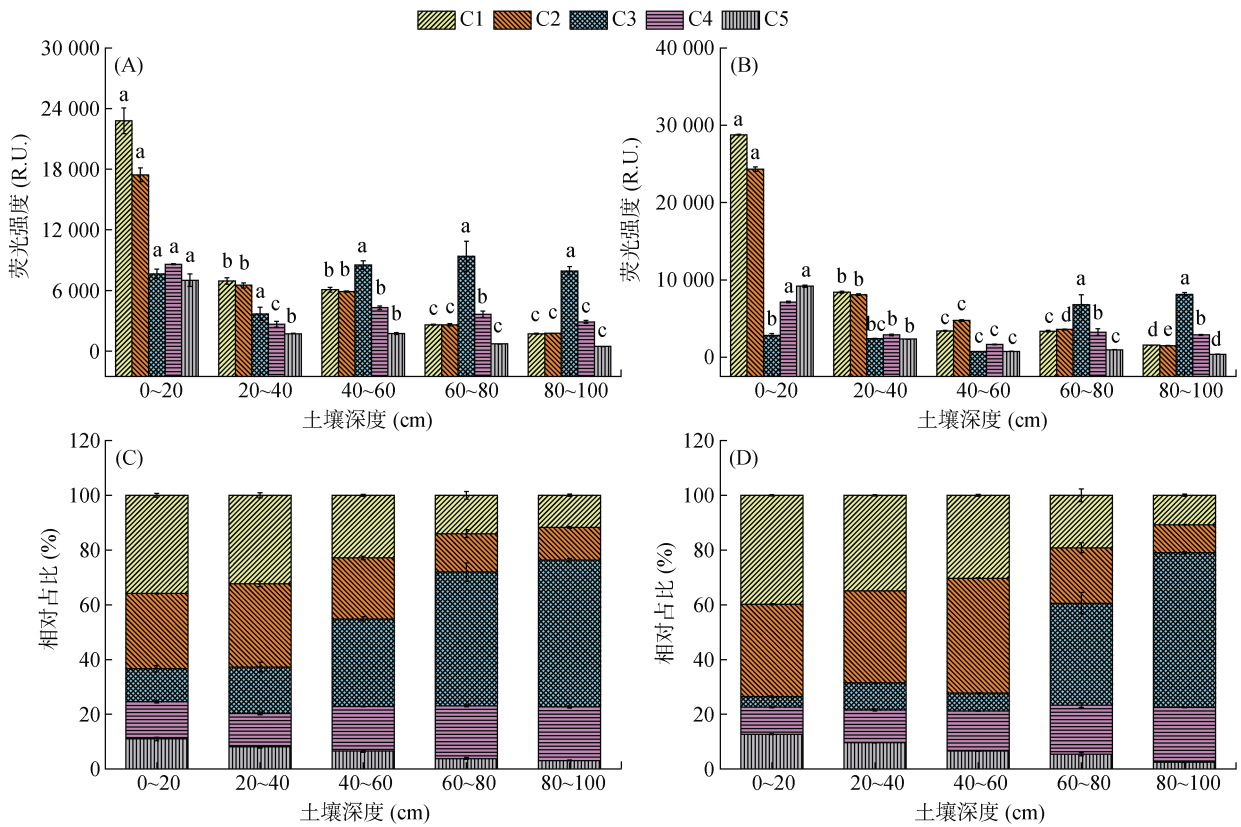 C1 C2 C3 C4 C5
(A)
荧光强度 (R.U.)
30 000
24 000
18 000
12 000
6 000
0
a a a a a
b b a c b
b b a b c
c c a b c
c c a c c
0~20 20~40 40~60 60~80 80~100
土壤深度 (cm)
(B)
荧光强度 (R.U.)
40 000
30 000
20 000
10 000
0
a a b a a
b b bc b b
c c c c c
c d a b c
d e a b d
0~20 20~40 40~60 60~80 80~100
土壤深度 (cm)
(C)
相对占比 (%)
120
100
80
60
40
20
0
0~20 20~40 40~60 60~80 80~100
土壤深度 (cm)
(D)
相对占比 (%)
120
100
80
60
40
20
0
0~20 20~40 40~60 60~80 80~100
土壤深度 (cm)